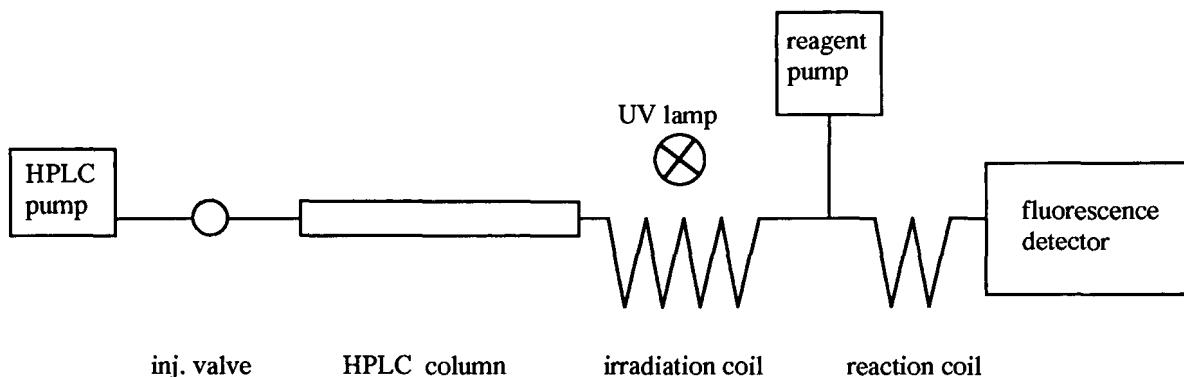 reagent
pump
UV lamp
HPLC
pump
fluorescence
detector
inj. valve
HPLC column
irradiation coil
reaction coil